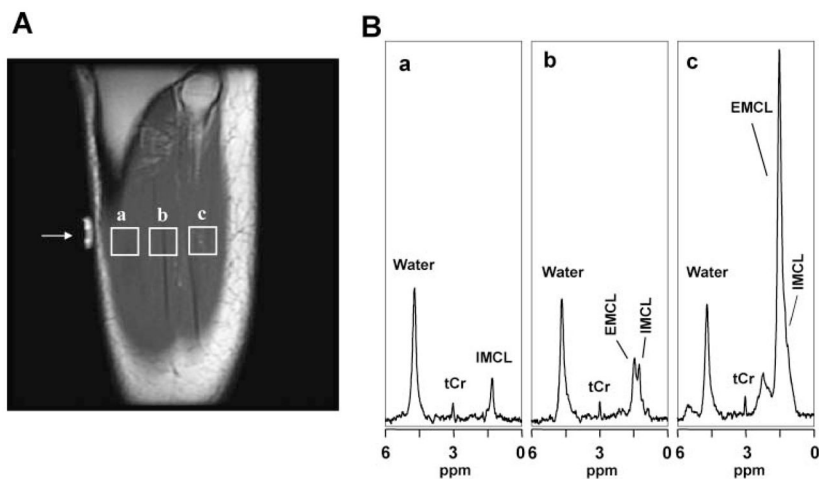 A
a b c
B
a
Water
tCr
IMCL
6 3 0
ppm
b
Water
tCr
EMCL
IMCL
6 3 0
ppm
c
EMCL
IMCL
Water
tCr
6 3 0
ppm